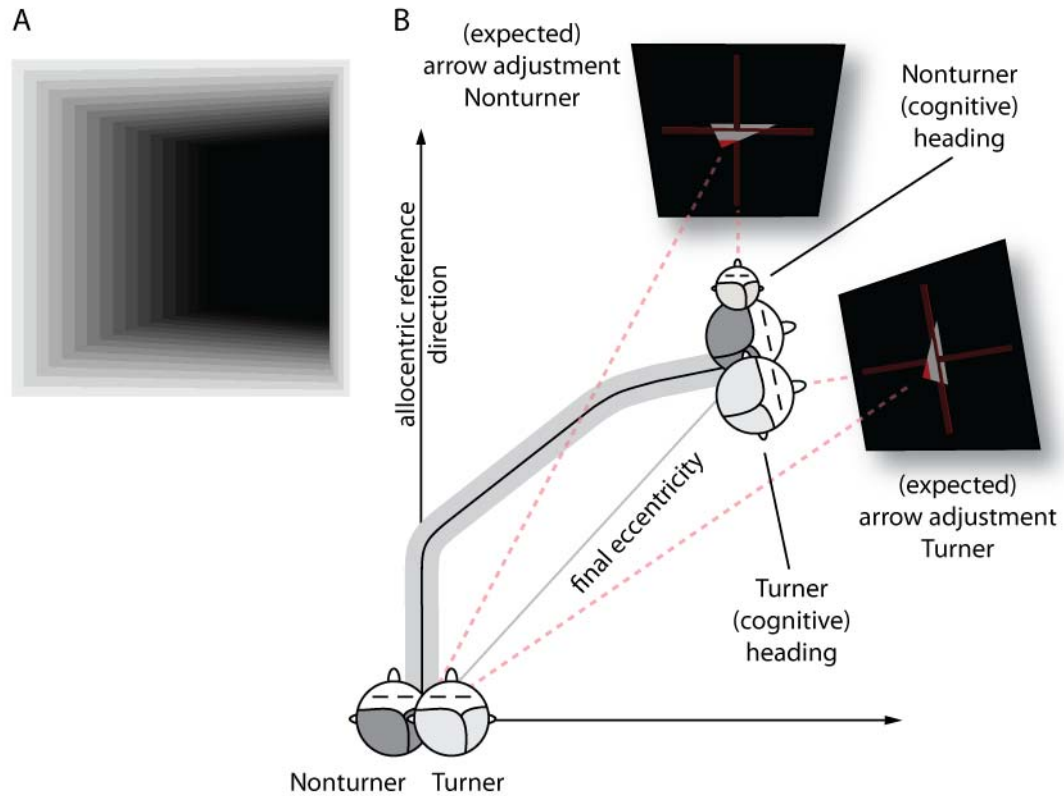 A
B
(expected)
arrow adjustment
Nonturner
Nonturner
(cognitive)
heading
allocentric reference
direction
final eccentricity
(expected)
arrow adjustment
Turner
Turner
(cognitive)
heading
Nonturner
Turner